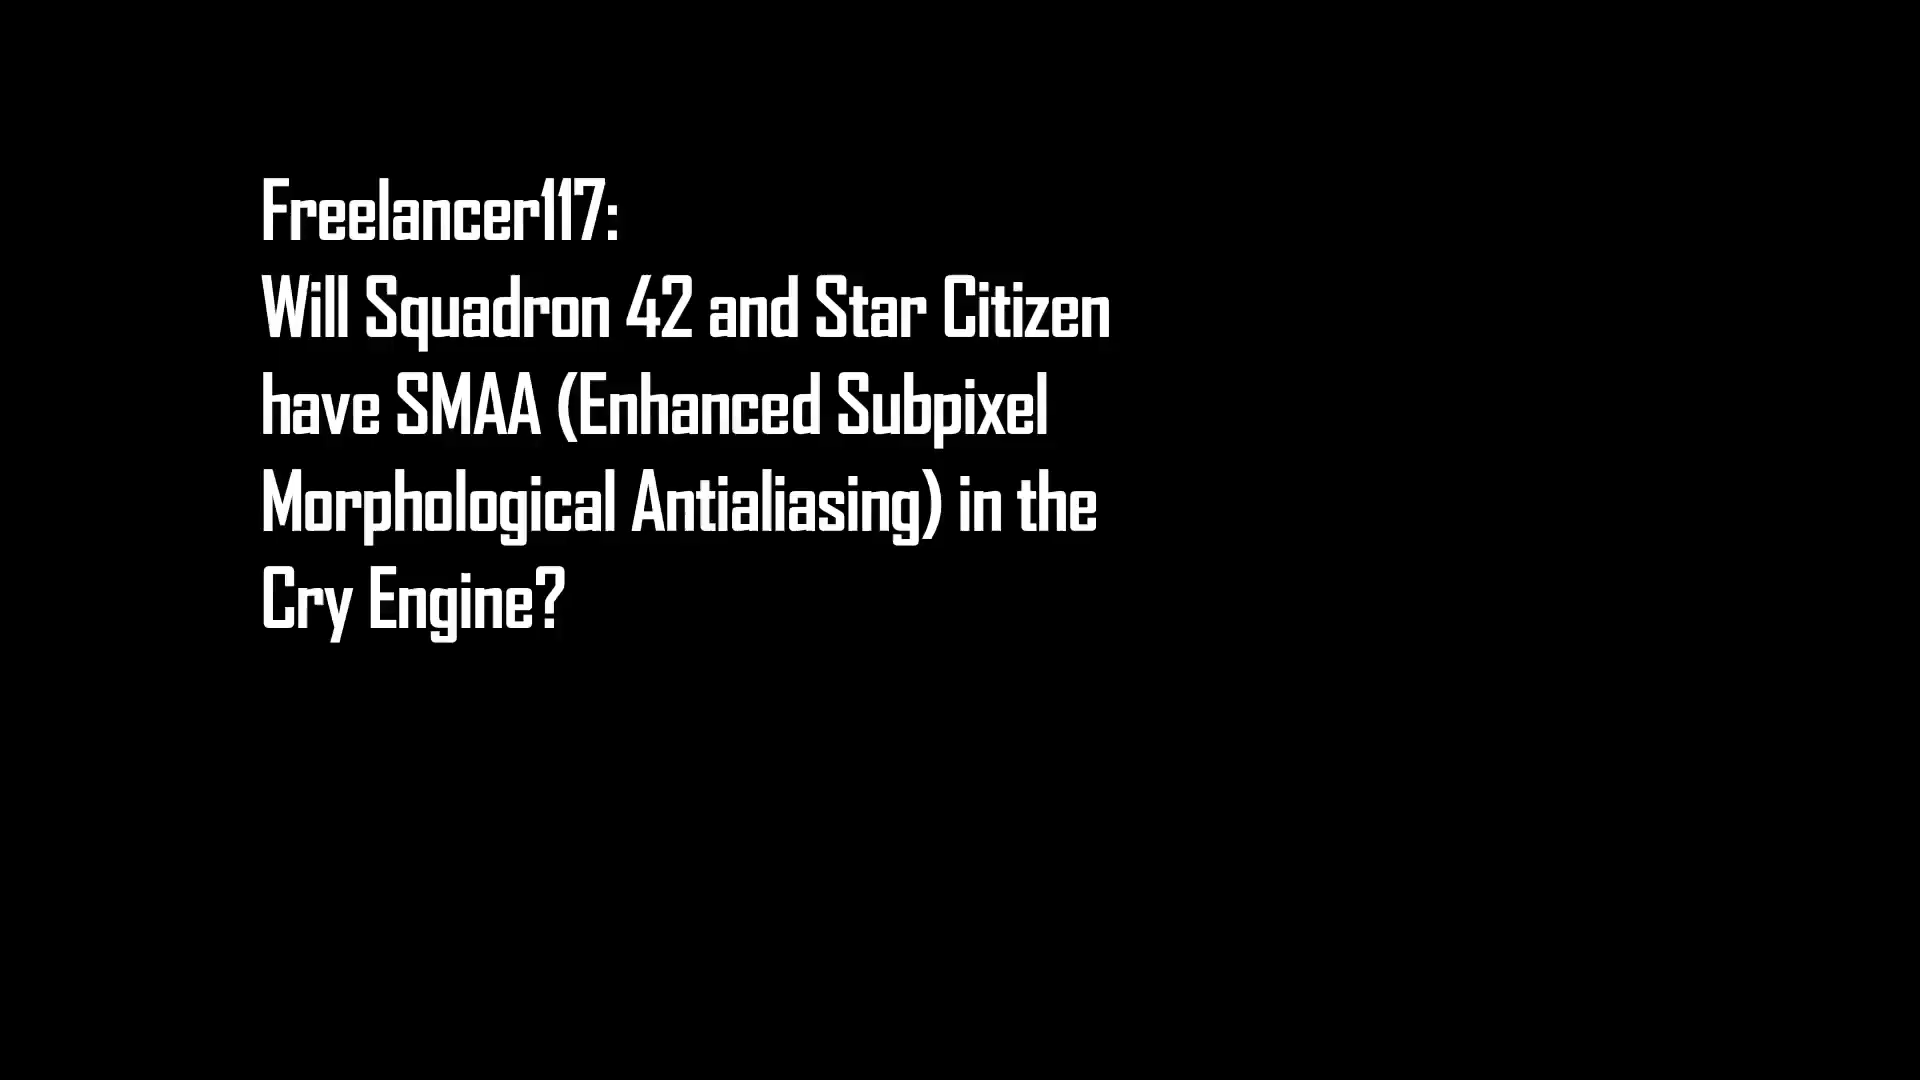 Freelancer117:
Will Squadron 42 and Star Citizen
have SMAA (Enhanced Subpixel
Morphological Antialiasing) in the
Cry Engine?